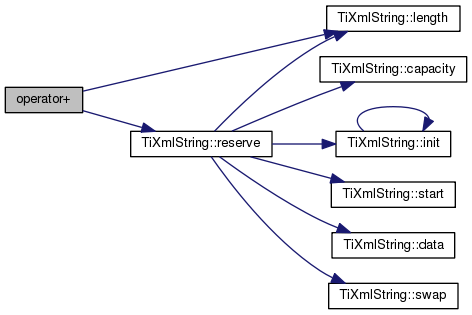 TiXmlString::length
TiXmlString::capacity
operator+
TiXmlString::reserve
TiXmlString::init
TiXmlString::start
TiXmlString::data
TiXmlString::swap